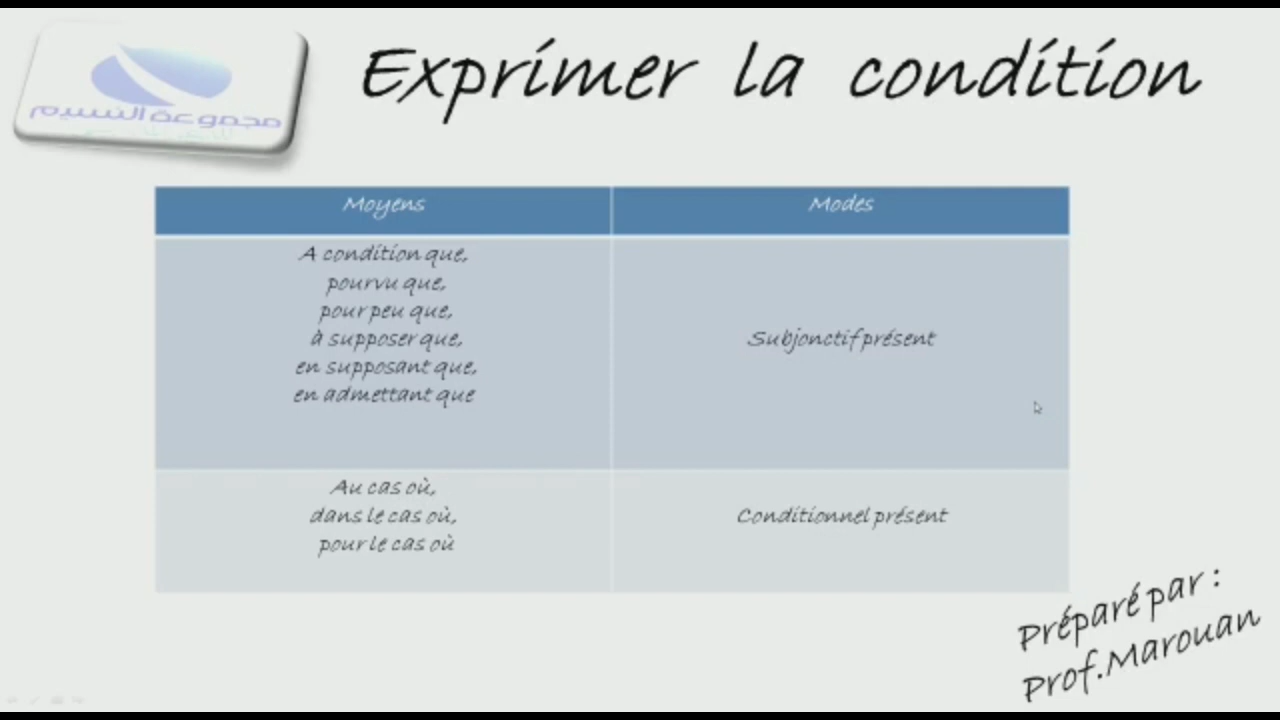 مجموعة النسيم
Exprimer la condition
Moyens
Modes
A condition que,
pourvu que,
pour peu que,
à supposer que,
en supposant que,
en admettant que
Subjonctif présent
Au cas où,
dans le cas où,
pour le cas où
Conditionnel présent
Préparé par :
Prof.Marouan